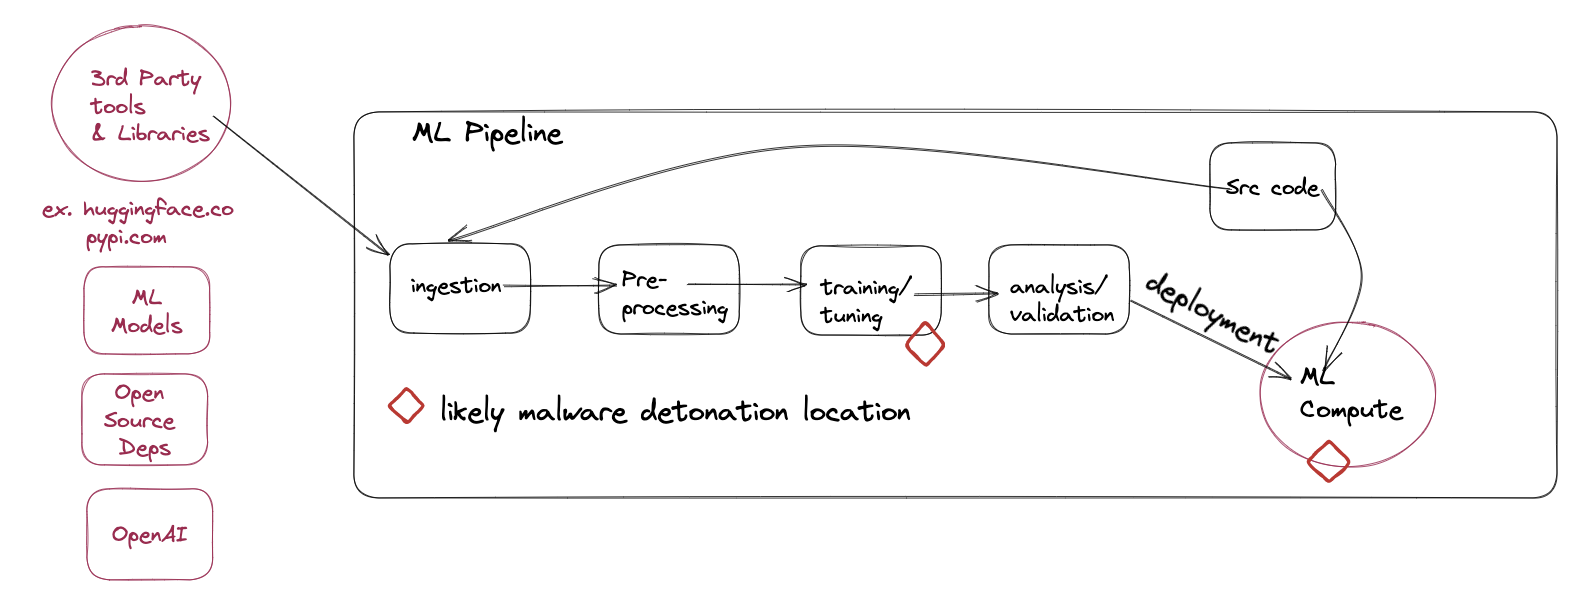 3rd Party
tools
& Libraries
ex. huggingface.co
pypi.com
ML
Models
Open
Source
Deps
OpenAI
ML Pipeline
Src code
ingestion
Pre-
processing
training/
tuning
analysis/
validation
deployment
ML
Compute
likely malware detonation location